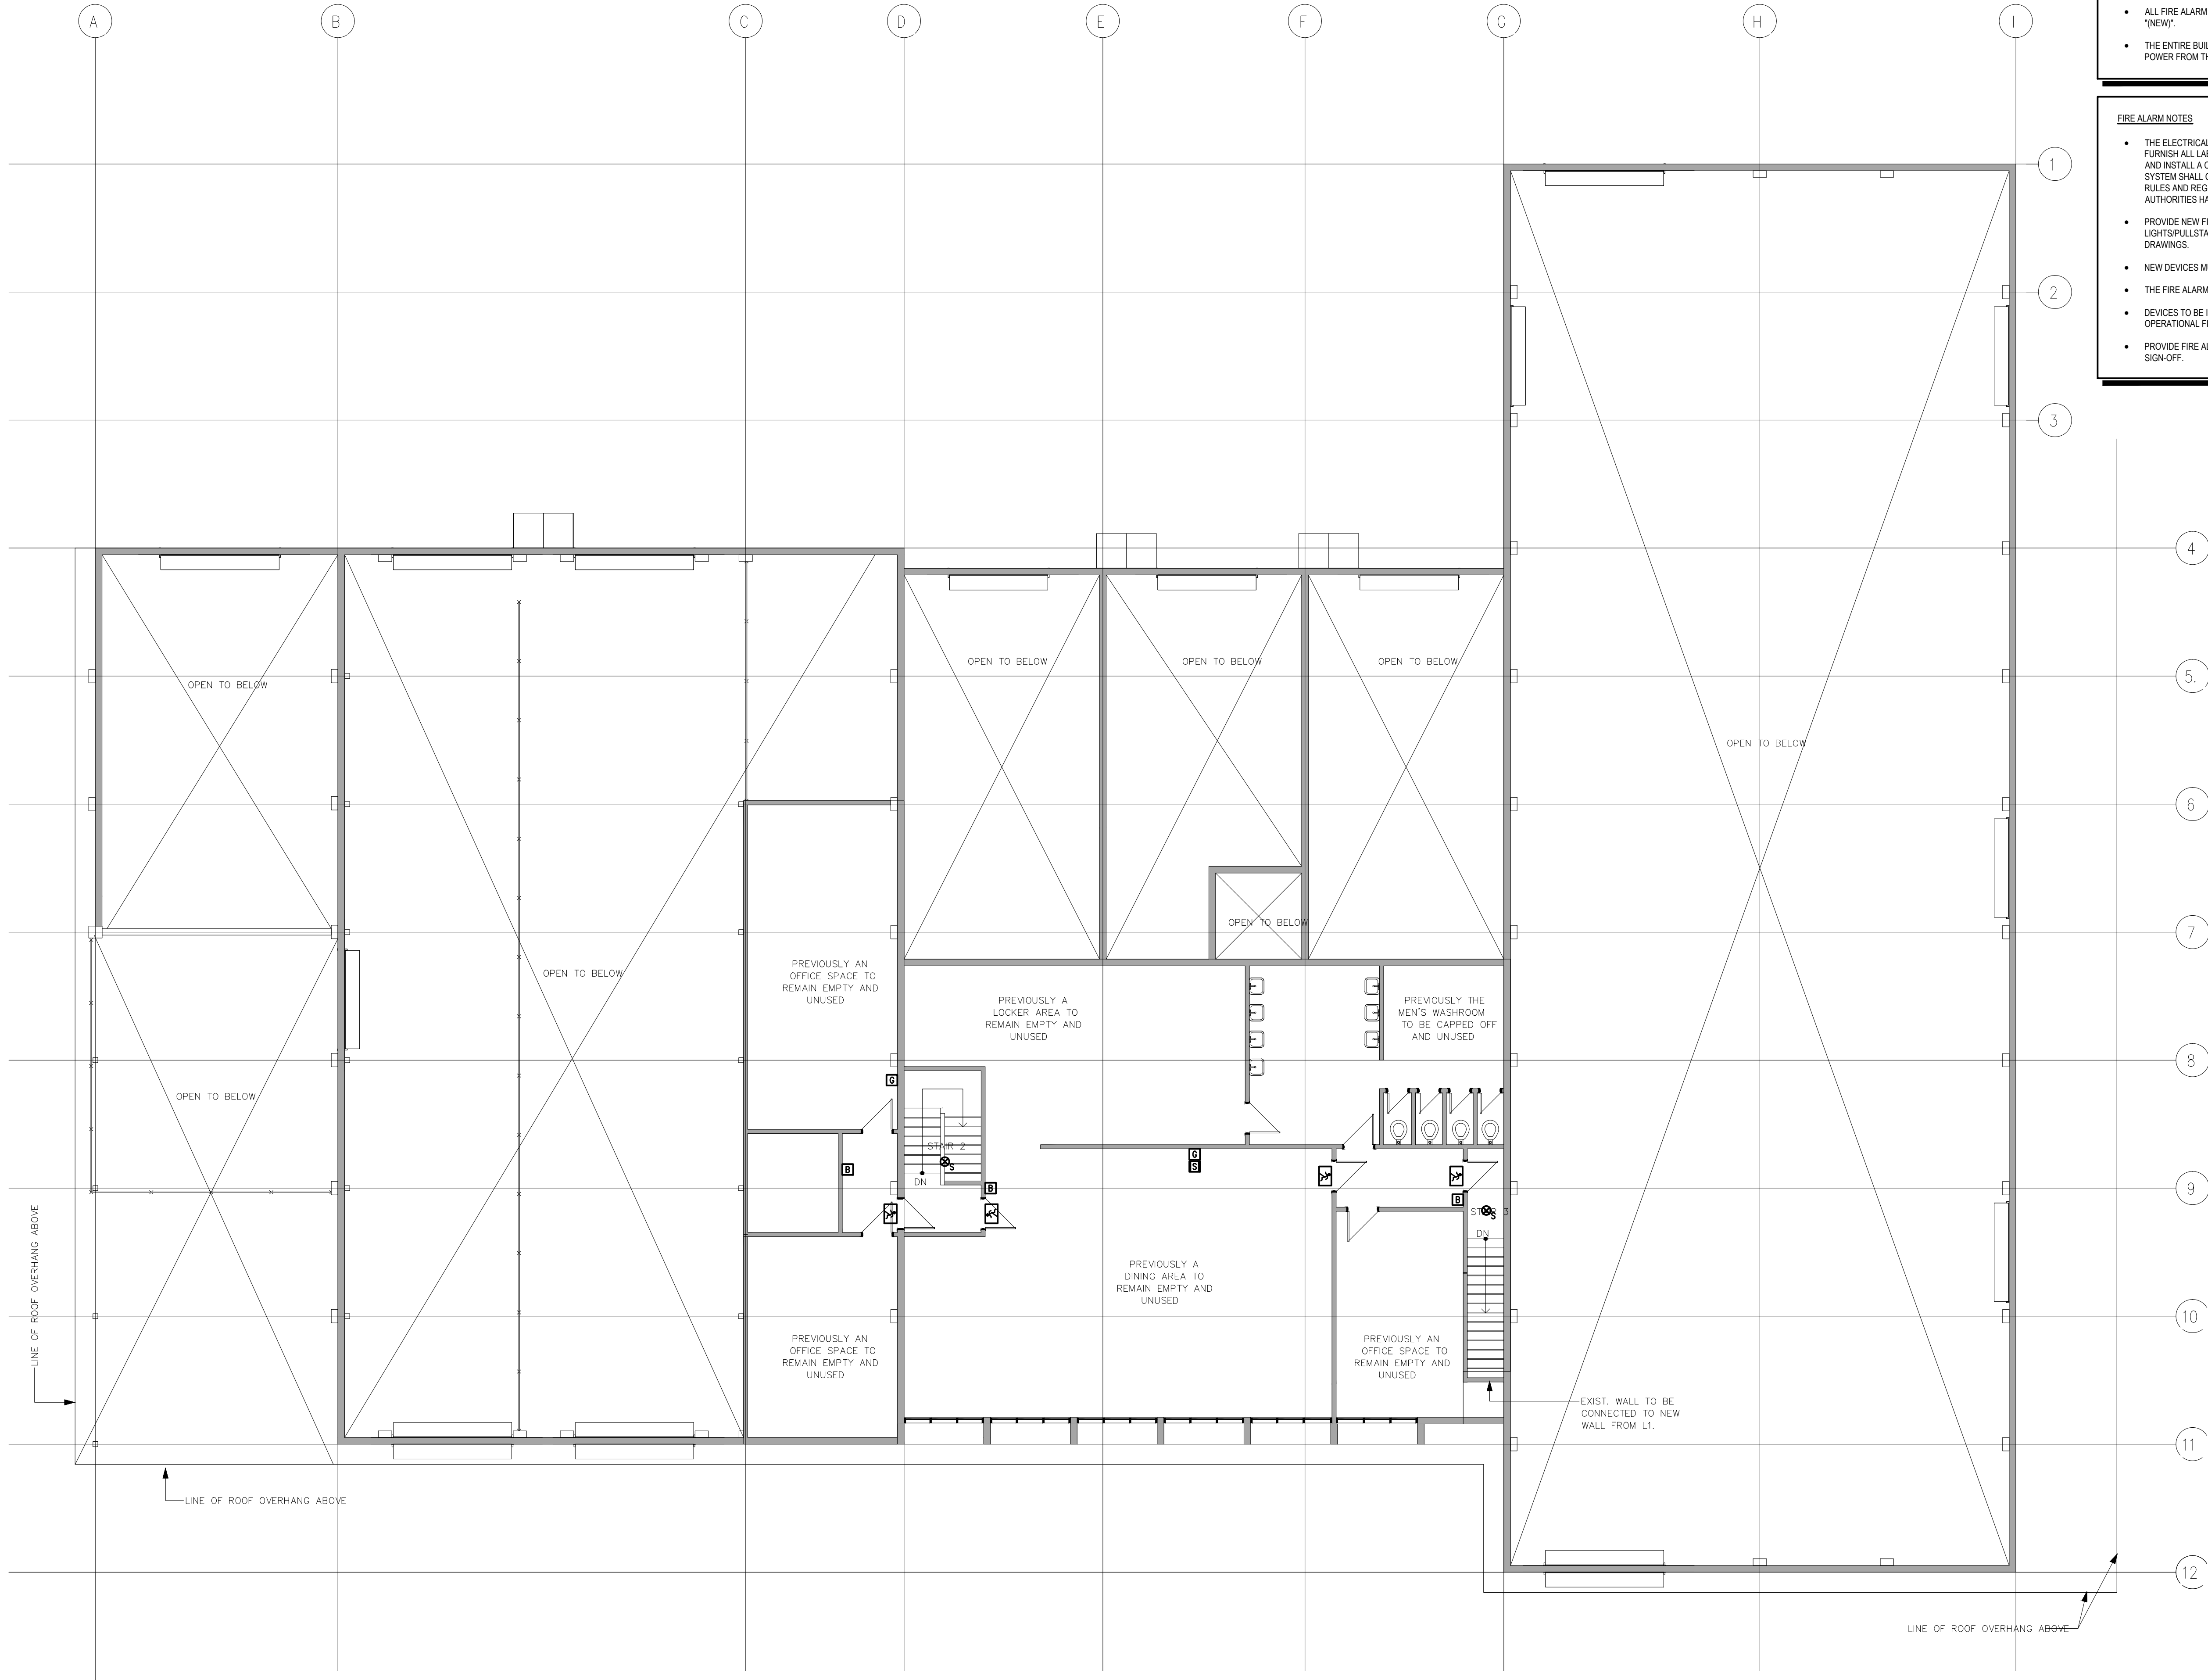 A
B
C
D
E
F
G
H
I
ALL FIRE ALARM
"(NEW)".
THE ENTIRE BUIL
POWER FROM TH
FIRE ALARM NOTES
THE ELECTRICAL
FURNISH ALL LAB
AND INSTALL A C
SYSTEM SHALL C
RULES AND REG
AUTHORITIES HA
PROVIDE NEW FI
LIGHTS/PULLSTA
DRAWINGS.
NEW DEVICES M
THE FIRE ALARM
DEVICES TO BE I
OPERATIONAL F
PROVIDE FIRE AL
SIGN-OFF.
1
2
3
4
5.
6
7
8
9
10
11
12
OPEN TO BELOW
OPEN TO BELOW
OPEN TO BELOW
OPEN TO BELOW
OPEN TO BELOW
OPEN TO BELOW
OPEN TO BELOW
OPEN TO BELOW
PREVIOUSLY AN
OFFICE SPACE TO
REMAIN EMPTY AND
UNUSED
PREVIOUSLY A
LOCKER AREA TO
REMAIN EMPTY AND
UNUSED
PREVIOUSLY THE
MEN'S WASHROOM
TO BE CAPPED OFF
AND UNUSED
G
STAIR 2
S
DN
B
B
G
S
B
STAIR 3
S
DN
PREVIOUSLY A
DINING AREA TO
REMAIN EMPTY AND
UNUSED
PREVIOUSLY AN
OFFICE SPACE TO
REMAIN EMPTY AND
UNUSED
PREVIOUSLY AN
OFFICE SPACE TO
REMAIN EMPTY AND
UNUSED
EXIST. WALL TO BE
CONNECTED TO NEW
WALL FROM L1.
LINE OF ROOF OVERHANG ABOVE
LINE OF ROOF OVERHANG ABOVE
LINE OF ROOF OVERHANG ABOVE